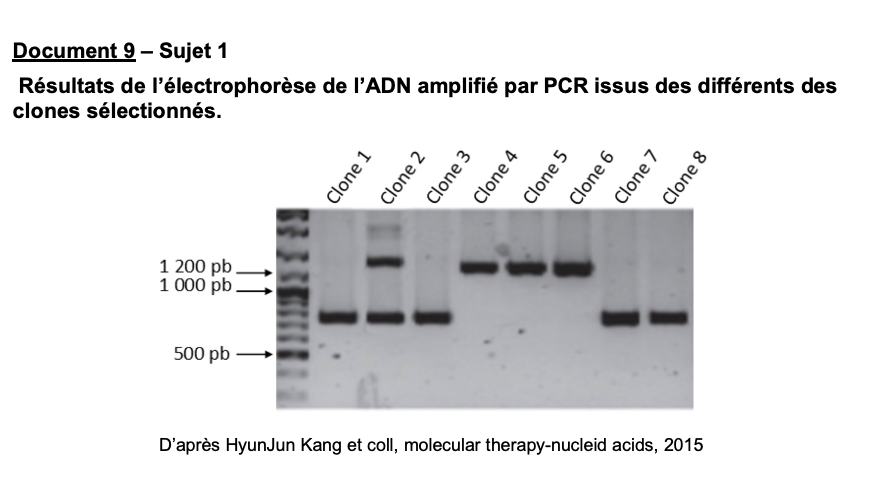 Document 9 – Sujet 1
Résultats de l’électrophorèse de l’ADN amplifié par PCR issus des différents des
clones sélectionnés.
Clone 1
Clone 2
Clone 3
Clone 4
Clone 5
Clone 6
Clone 7
Clone 8
1 200 pb
1 000 pb
500 pb
D’après HyunJun Kang et coll, molecular therapy-nucleid acids, 2015